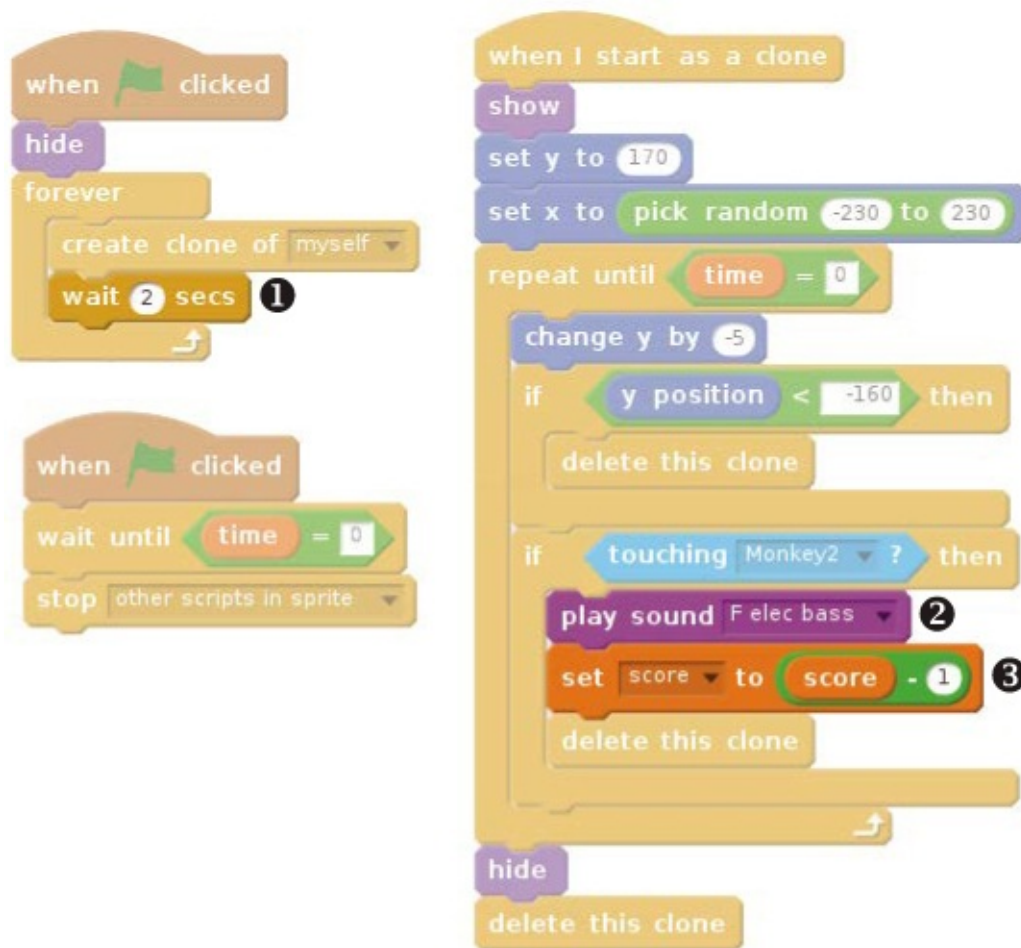 when clicked
hide
forever
create clone of myself
wait 2 secs ❶
when clicked
wait until time = 0
stop other scripts in sprite
when I start as a clone
show
set y to 170
set x to pick random -230 to 230
repeat until time = 0
change y by -5
if y position < -160 then
delete this clone
if touching Monkey2 ? then
play sound F elec bass ❷
set score to score - 1 ❸
delete this clone
hide
delete this clone